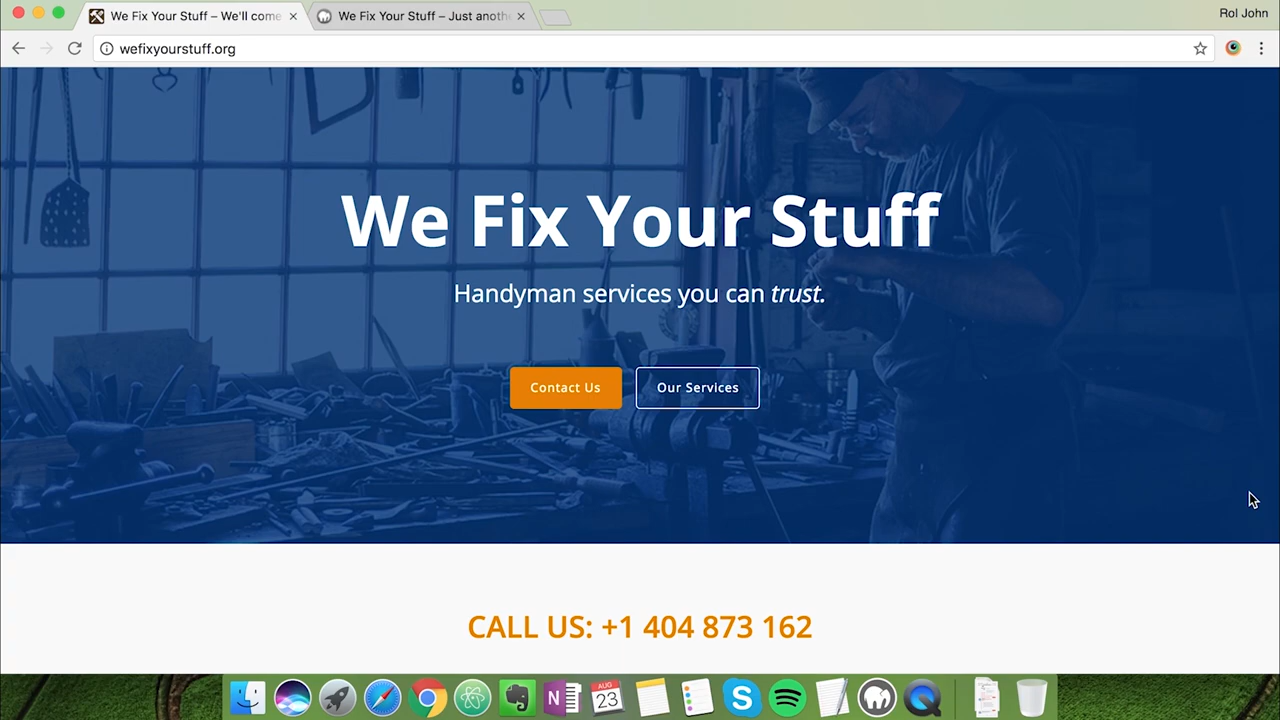 We Fix Your Stuff – We'll come
We Fix Your Stuff – Just anoth
Rol John
wefixyourstuff.org
We Fix Your Stuff
Handyman services you can trust.
Contact Us
Our Services
CALL US: +1 404 873 162
AUG
23